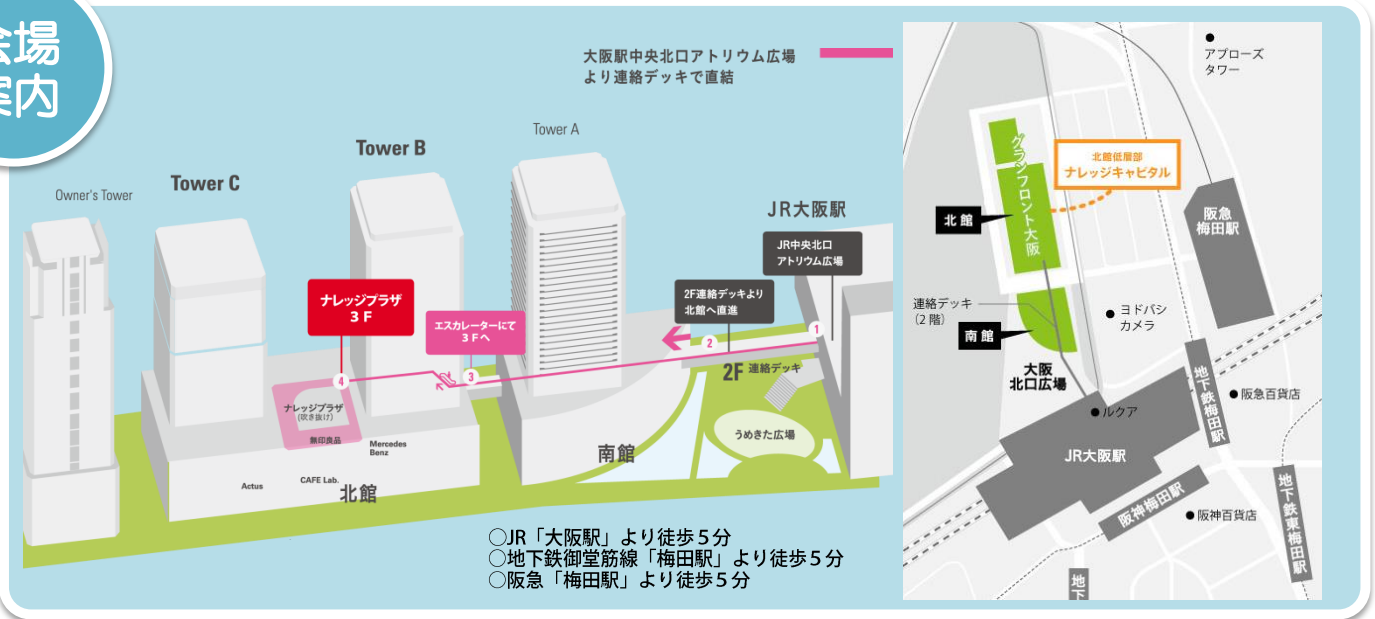 会場
案内
大阪駅中央北口アトリウム広場
より連絡デッキで直結
Owner's Tower
Tower C
Tower B
Tower A
JR大阪駅
JR中央北口
アトリウム広場
2F連絡デッキより
北館へ直進
ナレッジプラザ
3F
エスカレーターにて
3Fへ
1
2
3
4
2F 連絡デッキ
ナレッジプラザ
(吹き抜け)
無印良品
Mercedes
Benz
Actus
CAFE Lab.
北館
南館
うめきた広場
○JR「大阪駅」より徒歩5分
○地下鉄御堂筋線「梅田駅」より徒歩5分
○阪急「梅田駅」より徒歩5分
アプローズ
タワー
グランフロント大阪
北館低層部
ナレッジキャピタル
北館
阪急
梅田駅
連絡デッキ
(2階)
南館
ヨドバシ
カメラ
大阪
北口広場
ルクア
地下鉄梅田駅
阪急百貨店
JR大阪駅
阪神梅田駅
阪神百貨店
地下鉄東梅田駅
地下